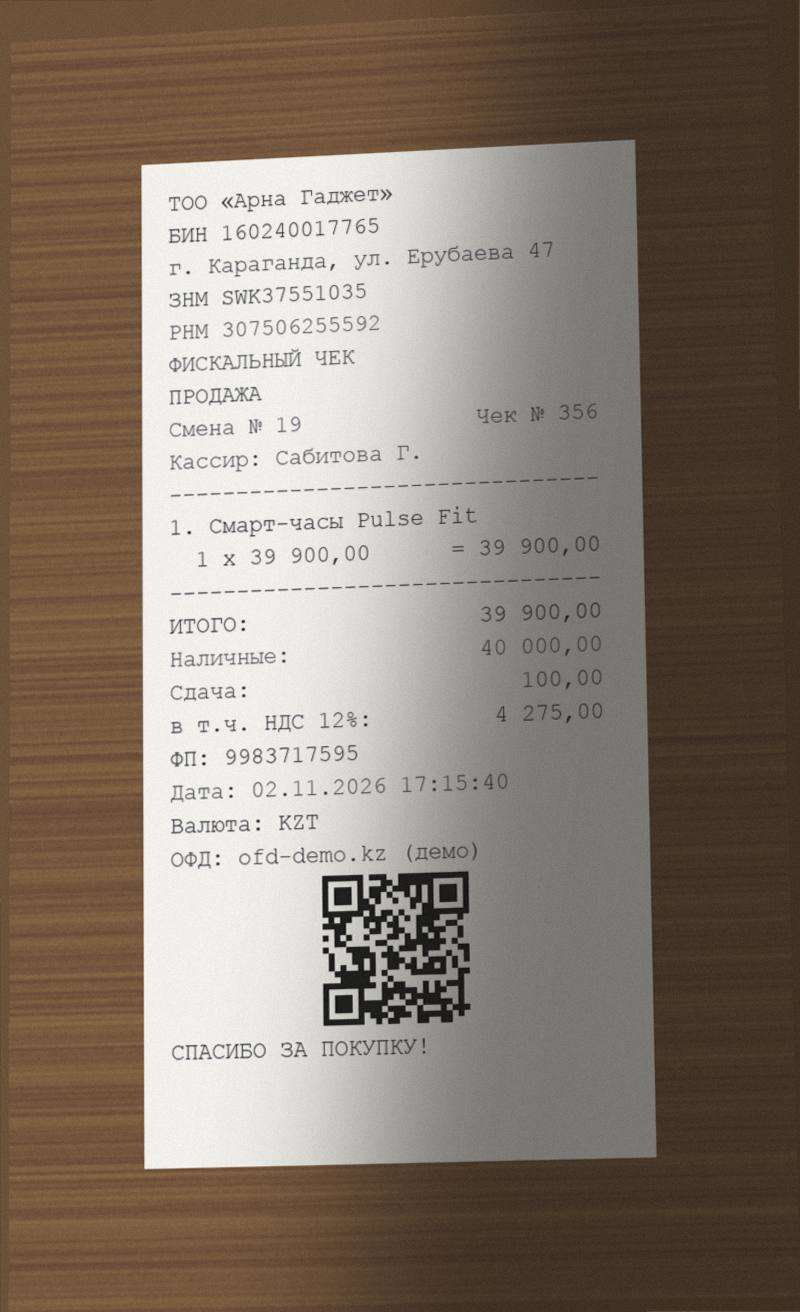 ТОО «Арна Гаджет»
БИН 160240017765
г. Караганда, ул. Ерубаева 47
ЗНМ SWK37551035
РНМ 307506255592
ФИСКАЛЬНЫЙ ЧЕК
ПРОДАЖА
Смена № 19 Чек № 356
Кассир: Сабитова Г.
--------------------------------
1. Смарт-часы Pulse Fit
1 x 39 900,00 = 39 900,00
--------------------------------
ИТОГО: 39 900,00
Наличные: 40 000,00
Сдача: 100,00
в т.ч. НДС 12%: 4 275,00
ФП: 9983717595
Дата: 02.11.2026 17:15:40
Валюта: KZT
ОФД: ofd-demo.kz (демо)
СПАСИБО ЗА ПОКУПКУ!